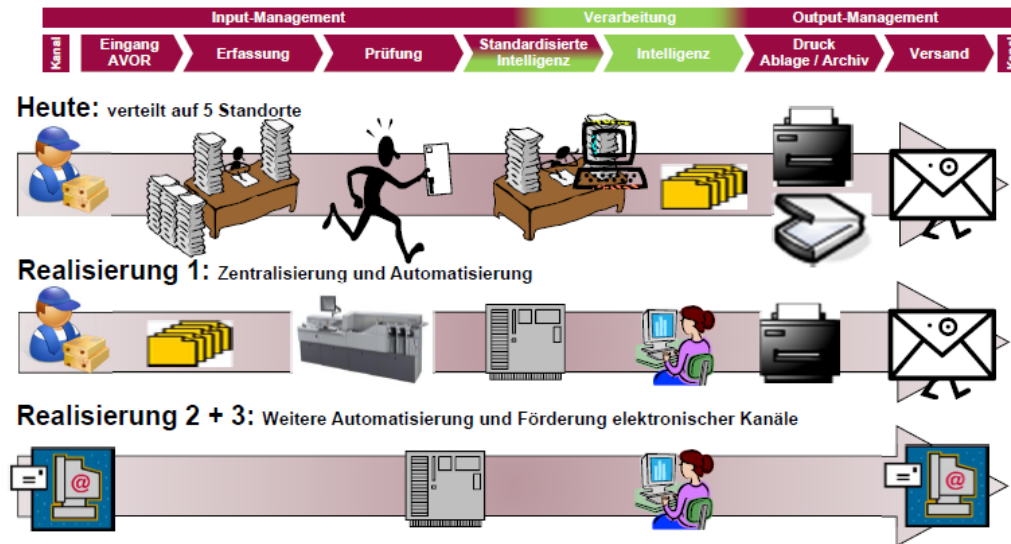 Input-Management Verarbeitung Output-Management
Kanal
Eingang AVOR
Erfassung
Prüfung
Standardisierte Intelligenz
Intelligenz
Druck Ablage / Archiv
Versand
Kanal
Heute: verteilt auf 5 Standorte
Realisierung 1: Zentralisierung und Automatisierung
Realisierung 2 + 3: Weitere Automatisierung und Förderung elektronischer Kanäle
@
@